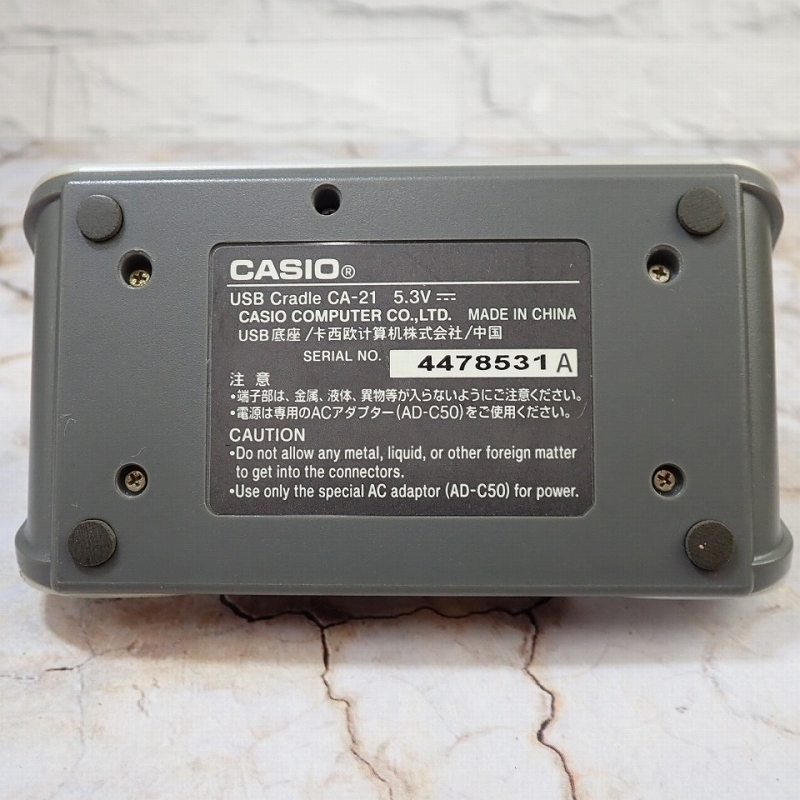 CASIO®
USB Cradle CA-21 5.3V ⎓
CASIO COMPUTER CO.,LTD. MADE IN CHINA
USB底座/卡西欧计算机株式会社/中国
SERIAL NO. 4478531 A
注 意
•端子部は、金属、液体、異物等が入らないようにご注意ください。
•電源は専用のACアダプター(AD-C50)をご使用ください。
CAUTION
•Do not allow any metal, liquid, or other foreign matter
to get into the connectors.
•Use only the special AC adaptor (AD-C50) for power.